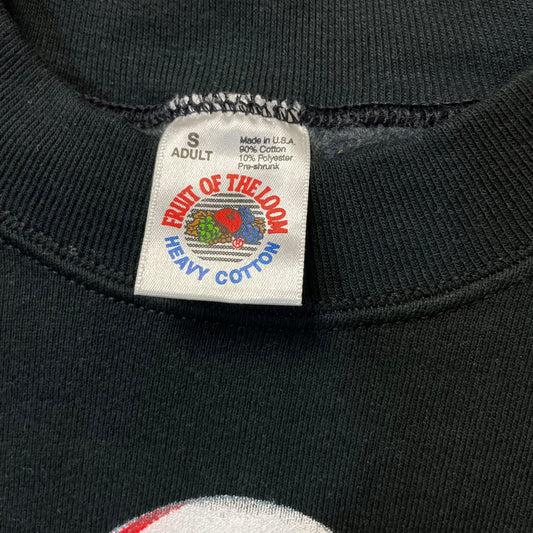 S
ADULT
Made in U.S.A.
90% Cotton
10% Polyester
Pre-shrunk
FRUIT OF THE LOOM
®
HEAVY COTTON